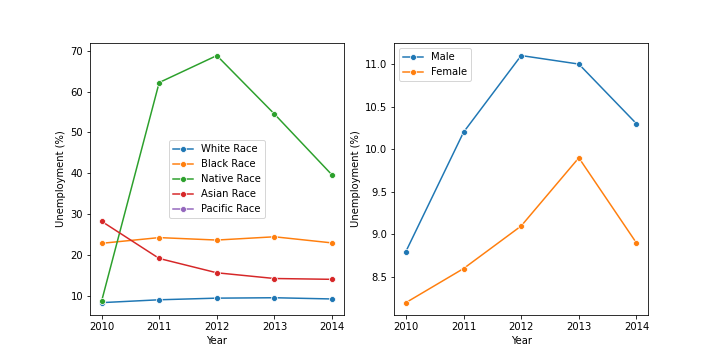 70
60
50
40
30
20
10
Unemployment (%)
White Race
Black Race
Native Race
Asian Race
Pacific Race
2010 2011 2012 2013 2014
Year
11.0
10.5
10.0
9.5
9.0
8.5
Unemployment (%)
Male
Female
2010 2011 2012 2013 2014
Year